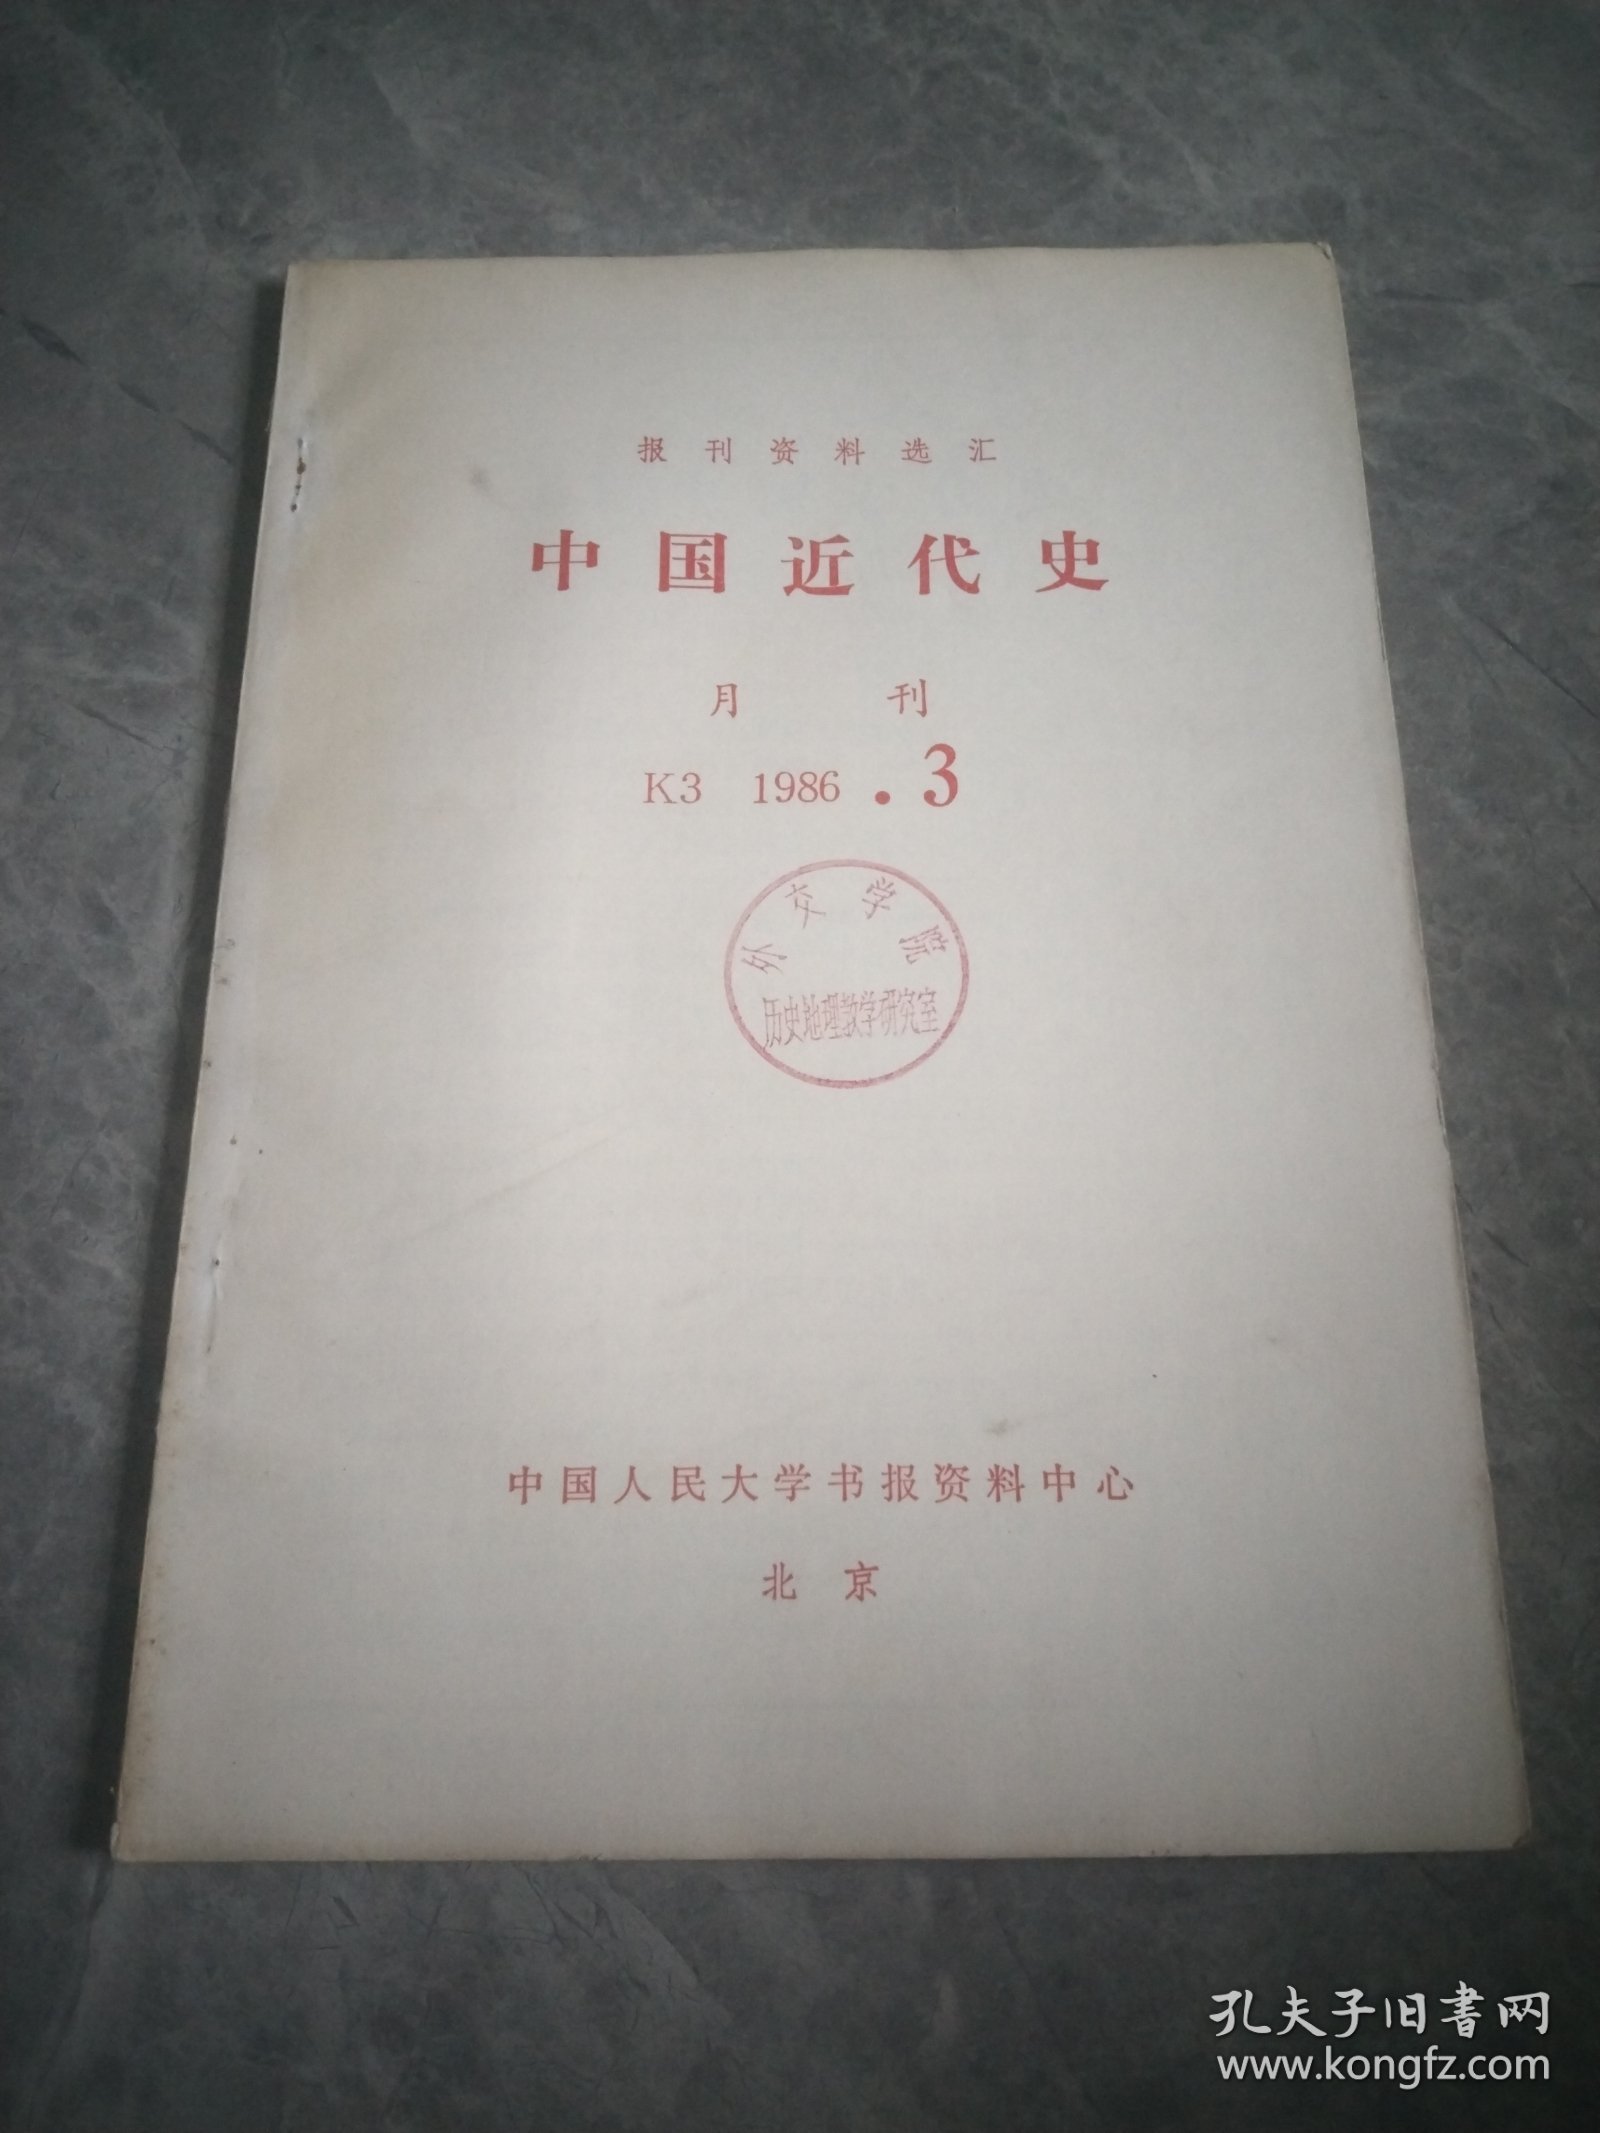 报刊资料选汇
中国近代史
月刊
K3 1986.3
外交学院
历史地理教学研究室
中国人民大学书报资料中心
北京
孔夫子旧书网
www.kongfz.com